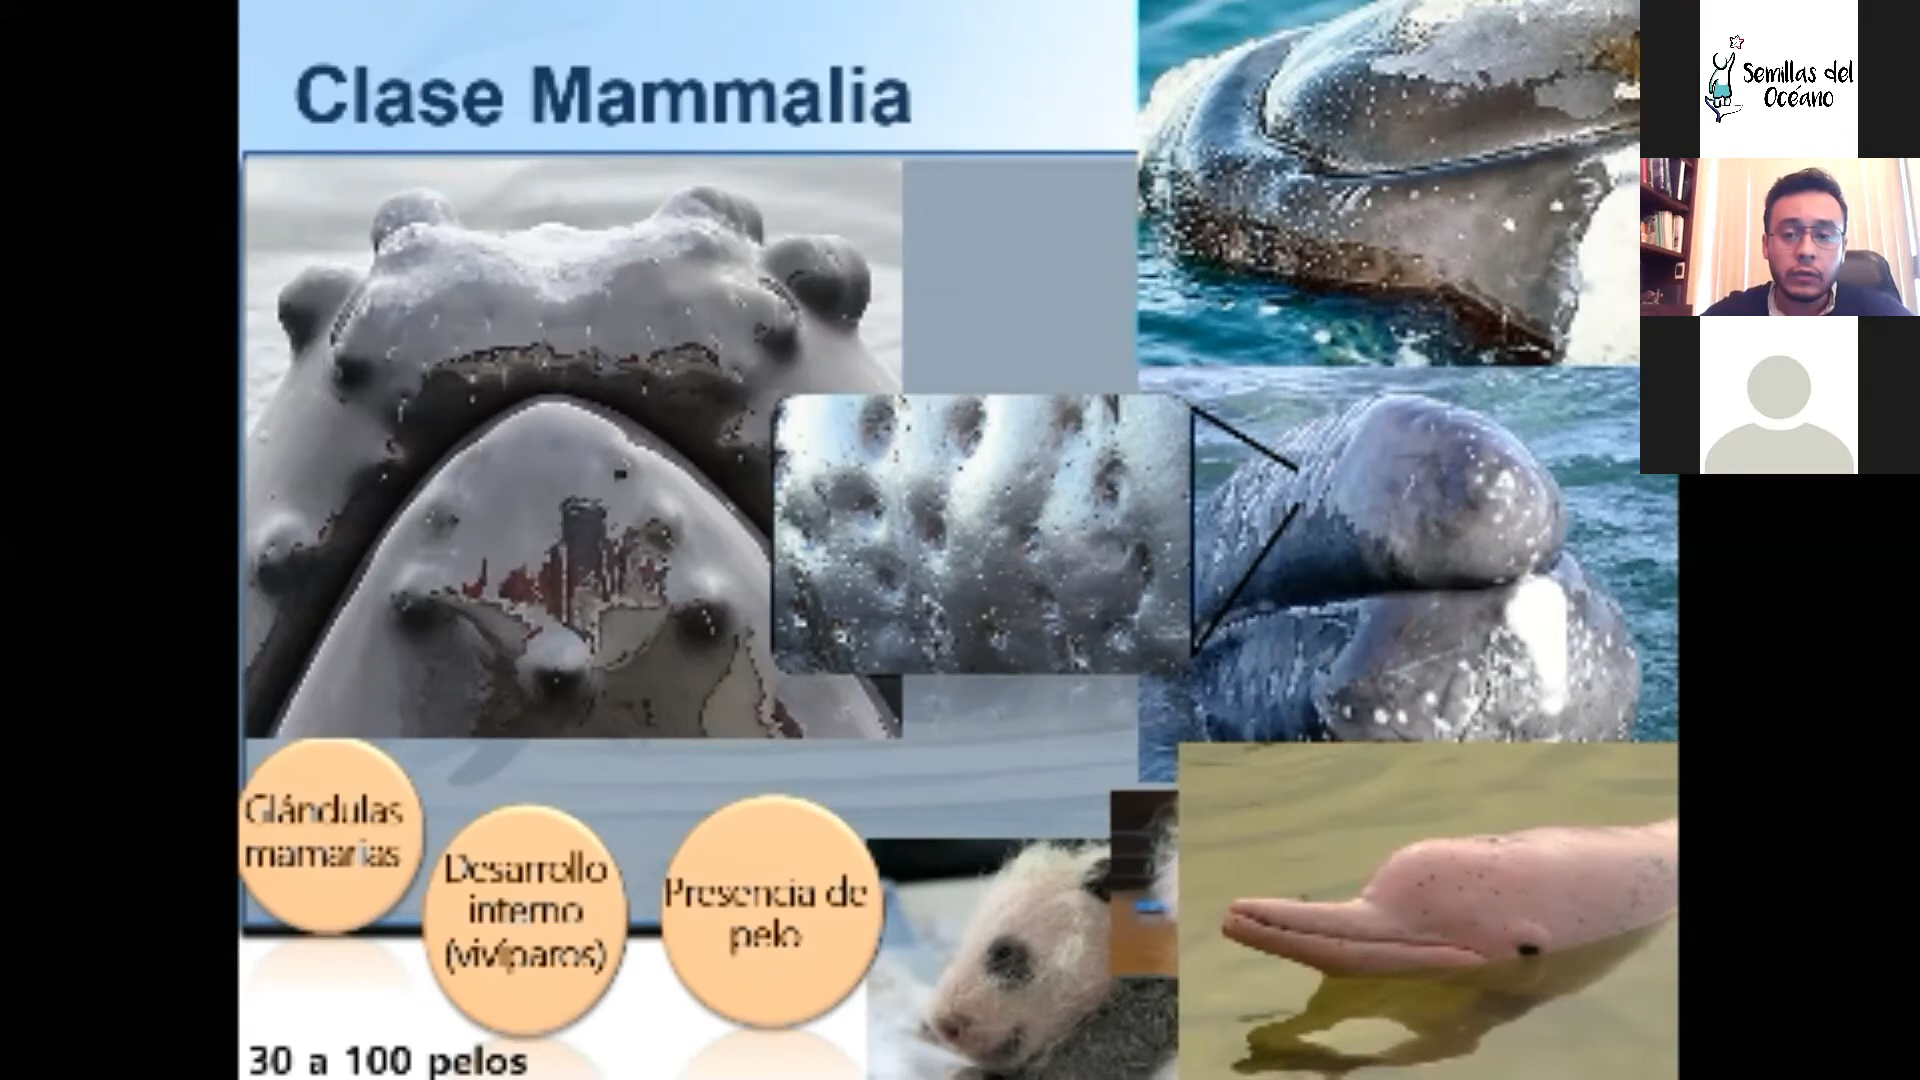 Clase Mammalia
Semillas del
Océano
Glándulas
mamarias
Desarrollo
interno
(vivíparos)
Presencia de
pelo
30 a 100 pelos